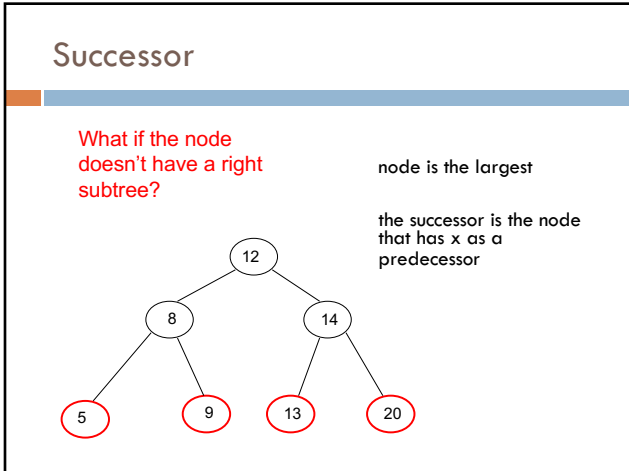 Successor
What if the node
doesn't have a right
subtree?
node is the largest
the successor is the node
that has x as a
predecessor
12
8
14
5
9
13
20